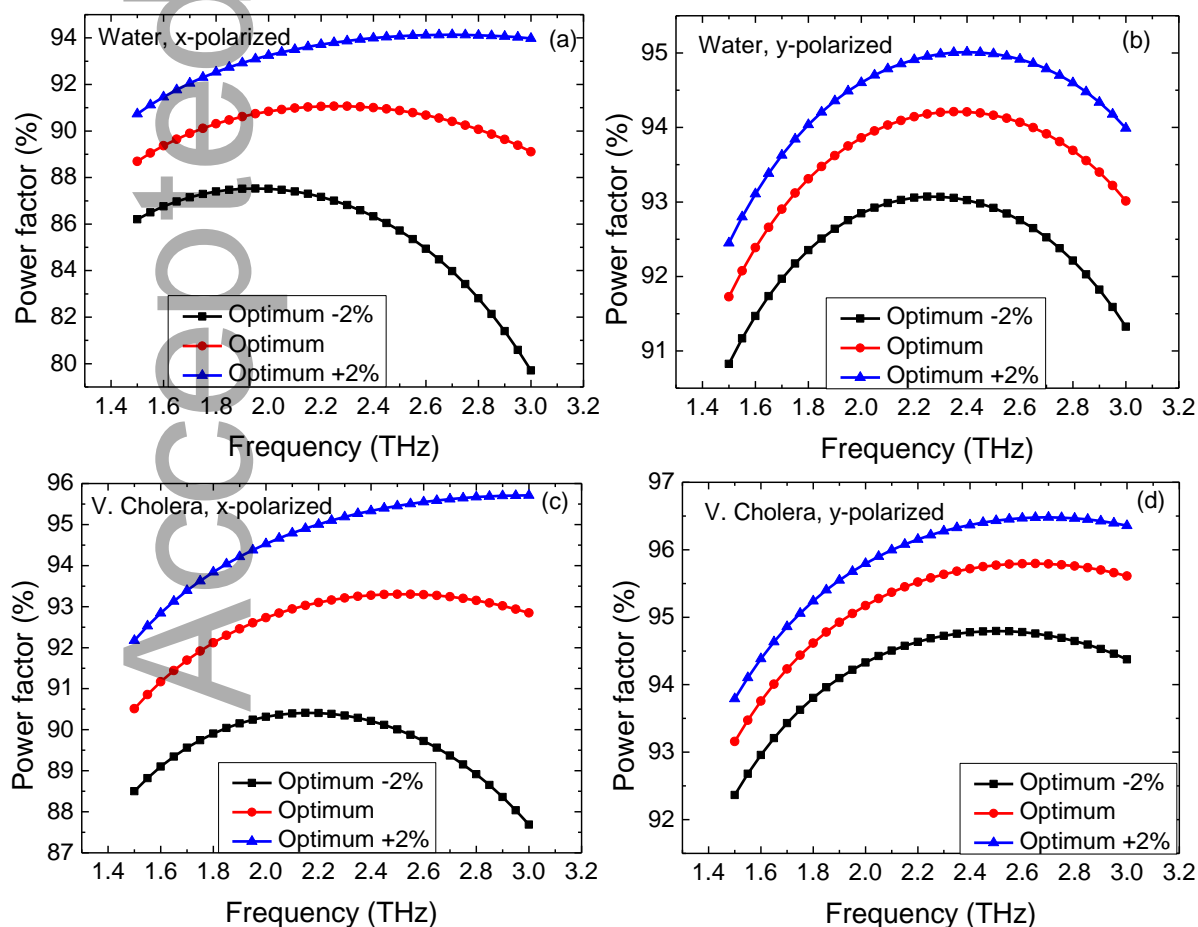 Accepted
Water, x-polarized
(a)
94
92
90
88
86
84
82
80
Power factor (%)
Optimum -2%
Optimum
Optimum +2%
1.4 1.6 1.8 2.0 2.2 2.4 2.6 2.8 3.0 3.2
Frequency (THz)
Water, y-polarized
(b)
95
94
93
92
91
Power factor (%)
Optimum -2%
Optimum
Optimum +2%
1.4 1.6 1.8 2.0 2.2 2.4 2.6 2.8 3.0 3.2
Frequency (THz)
V. Cholera, x-polarized
(c)
96
95
94
93
92
91
90
89
88
87
Power factor (%)
Optimum -2%
Optimum
Optimum +2%
1.4 1.6 1.8 2.0 2.2 2.4 2.6 2.8 3.0 3.2
Frequency (THz)
V. Cholera, y-polarized
(d)
97
96
95
94
93
92
Power factor (%)
Optimum -2%
Optimum
Optimum +2%
1.4 1.6 1.8 2.0 2.2 2.4 2.6 2.8 3.0 3.2
Frequency (THz)